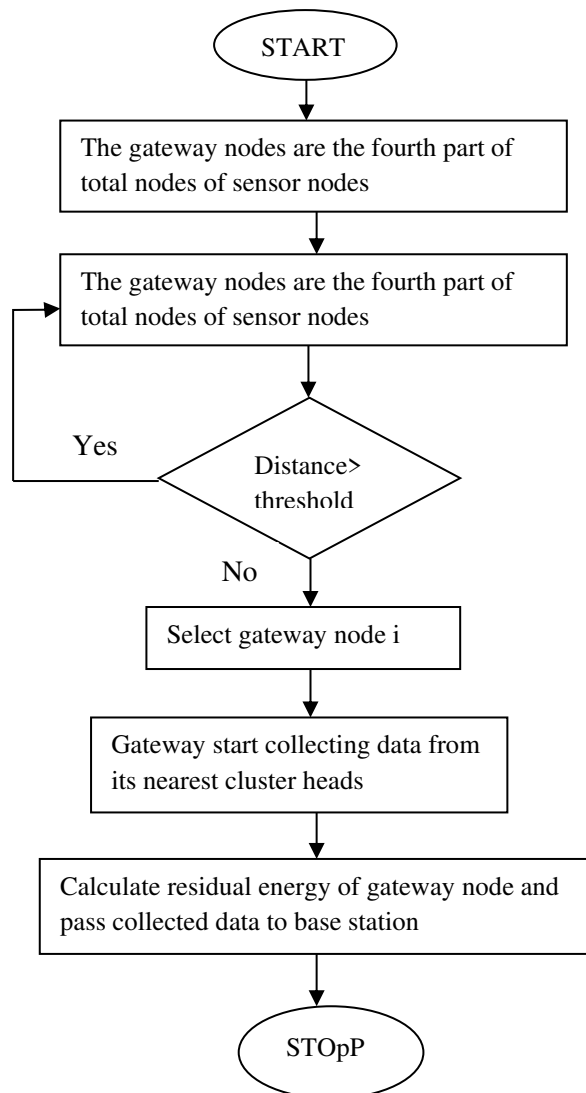 START
The gateway nodes are the fourth part of
total nodes of sensor nodes
The gateway nodes are the fourth part of
total nodes of sensor nodes
Yes
Distance>
threshold
No
Select gateway node i
Gateway start collecting data from
its nearest cluster heads
Calculate residual energy of gateway node and
pass collected data to base station
STOpP